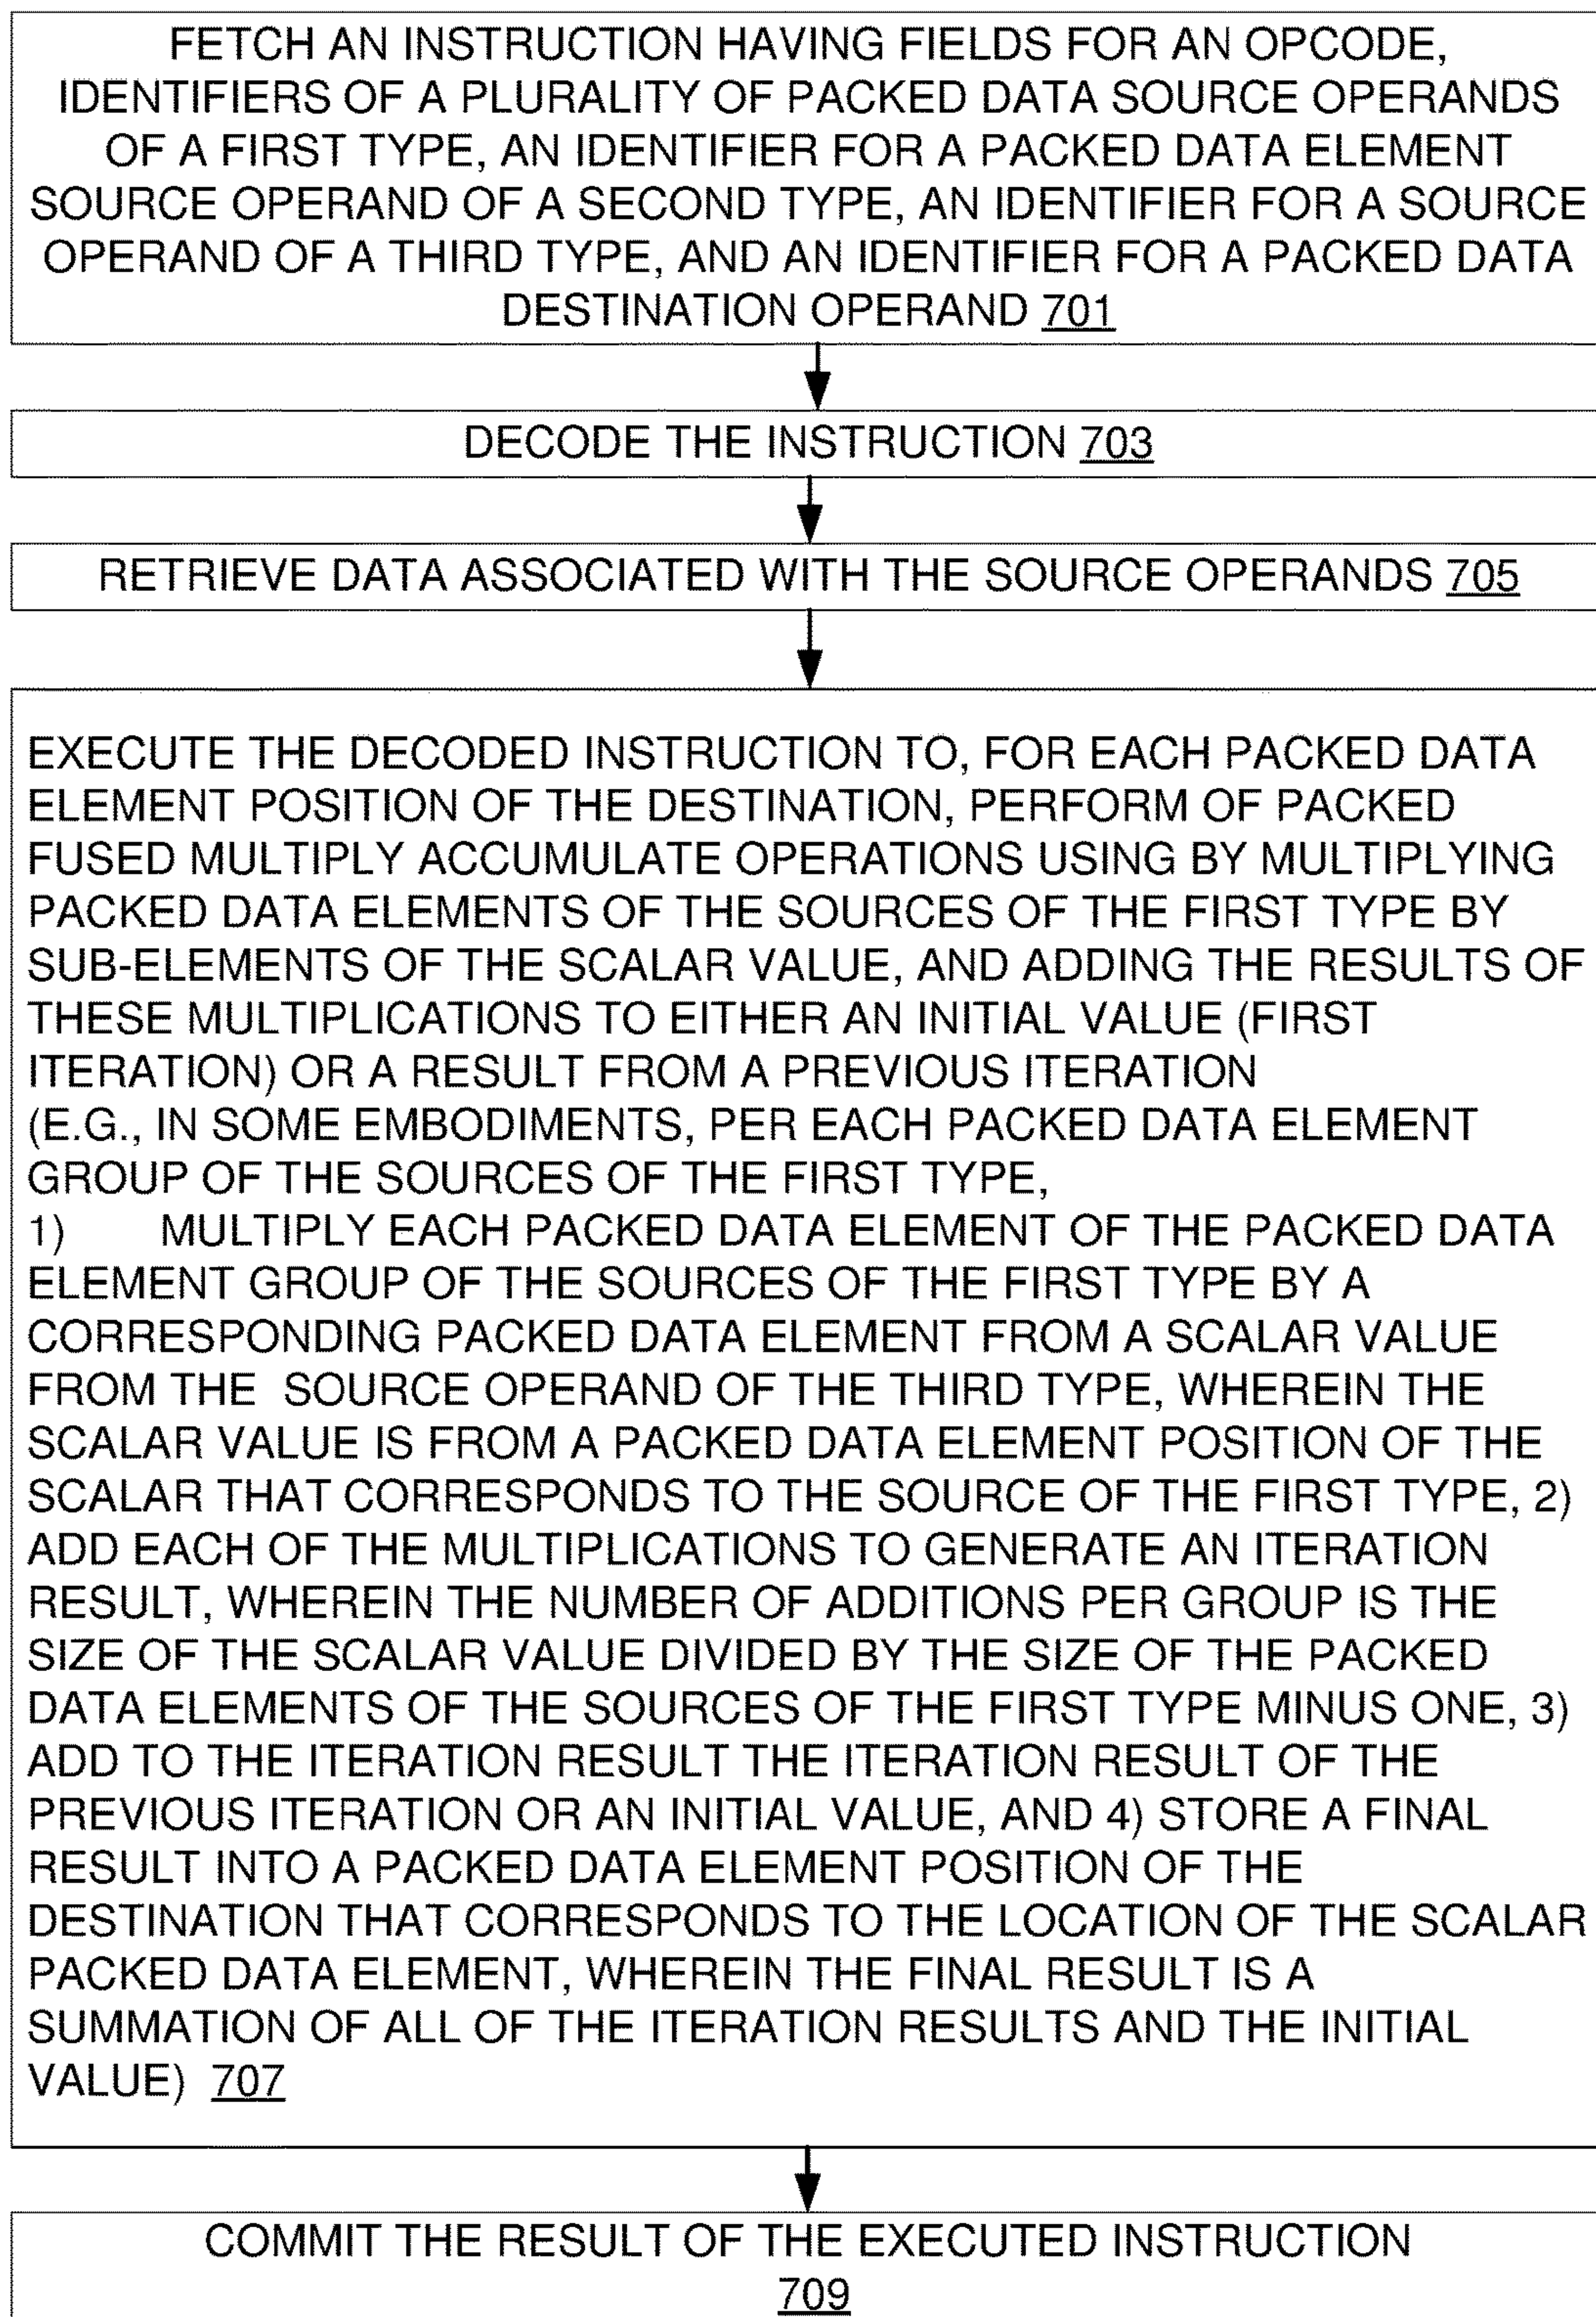 FETCH AN INSTRUCTION HAVING FIELDS FOR AN OPCODE,
IDENTIFIERS OF A PLURALITY OF PACKED DATA SOURCE OPERANDS
OF A FIRST TYPE, AN IDENTIFIER FOR A PACKED DATA ELEMENT
SOURCE OPERAND OF A SECOND TYPE, AN IDENTIFIER FOR A SOURCE
OPERAND OF A THIRD TYPE, AND AN IDENTIFIER FOR A PACKED DATA
DESTINATION OPERAND 701
DECODE THE INSTRUCTION 703
RETRIEVE DATA ASSOCIATED WITH THE SOURCE OPERANDS 705
EXECUTE THE DECODED INSTRUCTION TO, FOR EACH PACKED DATA
ELEMENT POSITION OF THE DESTINATION, PERFORM OF PACKED
FUSED MULTIPLY ACCUMULATE OPERATIONS USING BY MULTIPLYING
PACKED DATA ELEMENTS OF THE SOURCES OF THE FIRST TYPE BY
SUB-ELEMENTS OF THE SCALAR VALUE, AND ADDING THE RESULTS OF
THESE MULTIPLICATIONS TO EITHER AN INITIAL VALUE (FIRST
ITERATION) OR A RESULT FROM A PREVIOUS ITERATION
(E.G., IN SOME EMBODIMENTS, PER EACH PACKED DATA ELEMENT
GROUP OF THE SOURCES OF THE FIRST TYPE,
1) MULTIPLY EACH PACKED DATA ELEMENT OF THE PACKED DATA
ELEMENT GROUP OF THE SOURCES OF THE FIRST TYPE BY A
CORRESPONDING PACKED DATA ELEMENT FROM A SCALAR VALUE
FROM THE SOURCE OPERAND OF THE THIRD TYPE, WHEREIN THE
SCALAR VALUE IS FROM A PACKED DATA ELEMENT POSITION OF THE
SCALAR THAT CORRESPONDS TO THE SOURCE OF THE FIRST TYPE, 2)
ADD EACH OF THE MULTIPLICATIONS TO GENERATE AN ITERATION
RESULT, WHEREIN THE NUMBER OF ADDITIONS PER GROUP IS THE
SIZE OF THE SCALAR VALUE DIVIDED BY THE SIZE OF THE PACKED
DATA ELEMENTS OF THE SOURCES OF THE FIRST TYPE MINUS ONE, 3)
ADD TO THE ITERATION RESULT THE ITERATION RESULT OF THE
PREVIOUS ITERATION OR AN INITIAL VALUE, AND 4) STORE A FINAL
RESULT INTO A PACKED DATA ELEMENT POSITION OF THE
DESTINATION THAT CORRESPONDS TO THE LOCATION OF THE SCALAR
PACKED DATA ELEMENT, WHEREIN THE FINAL RESULT IS A
SUMMATION OF ALL OF THE ITERATION RESULTS AND THE INITIAL
VALUE) 707
COMMIT THE RESULT OF THE EXECUTED INSTRUCTION
709